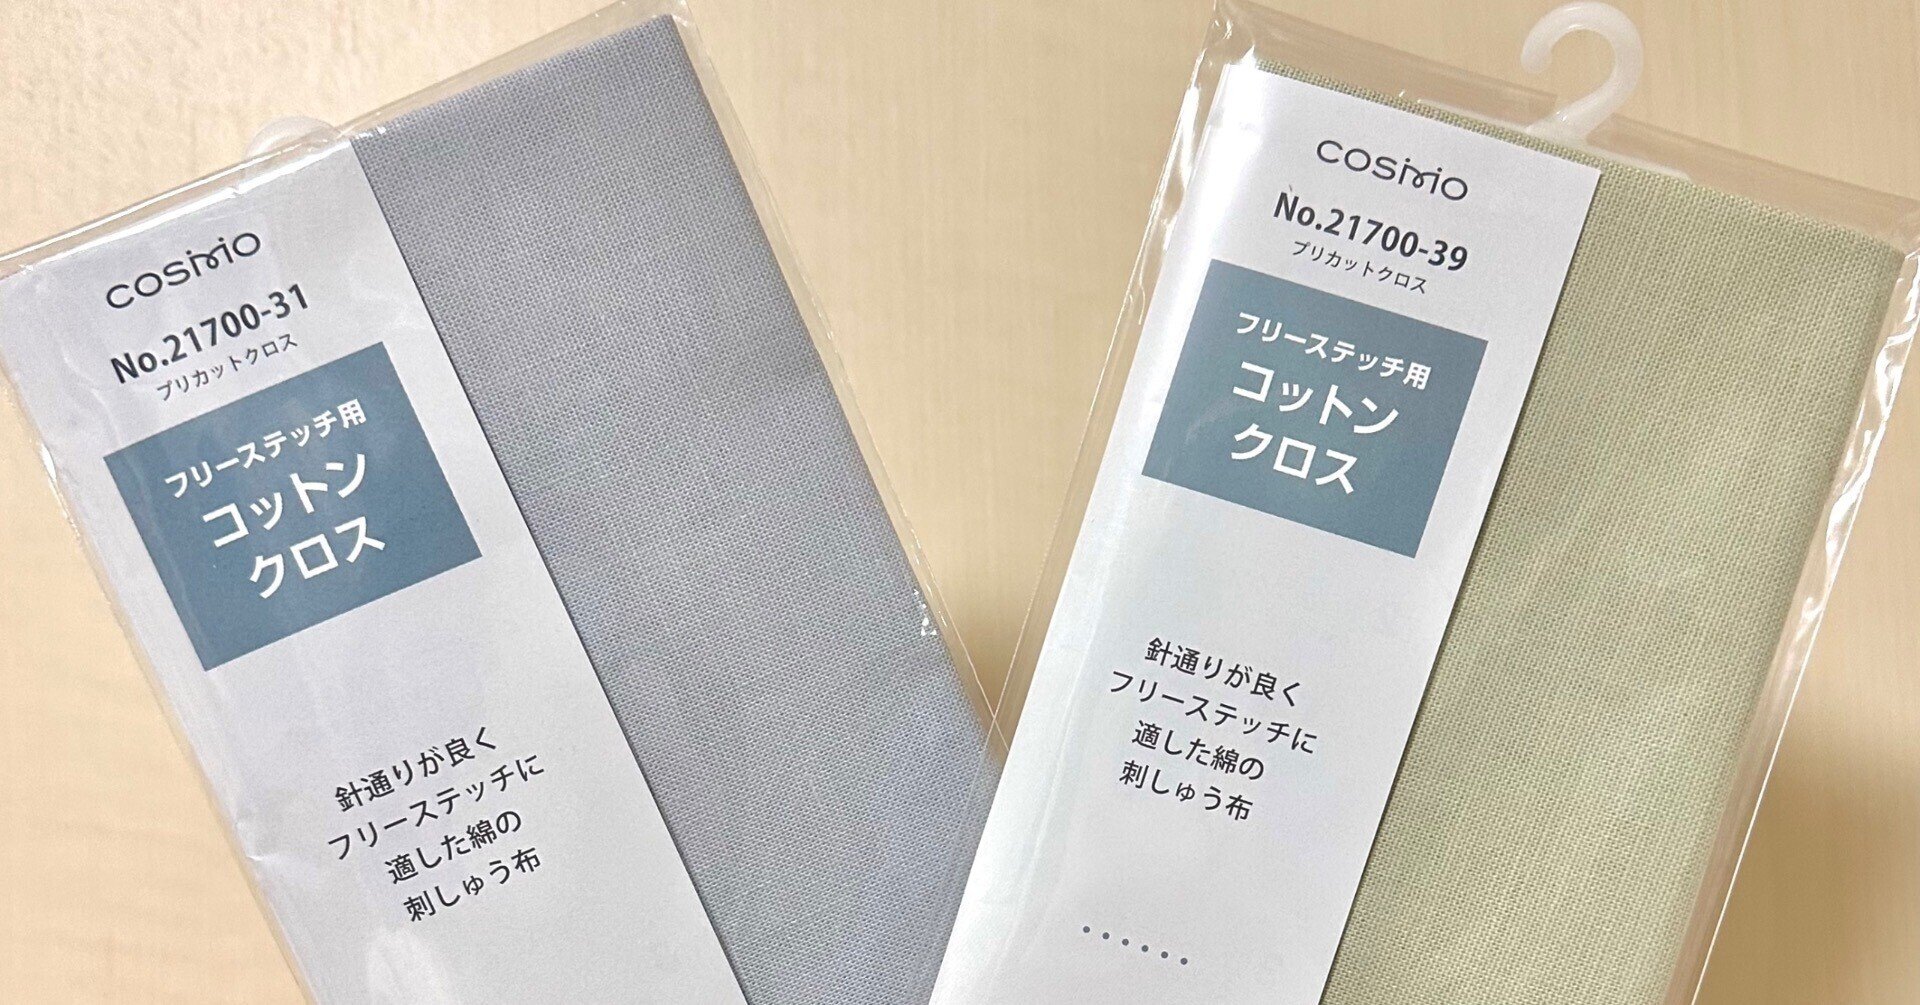 COSMO
No.21700-31
プリカットクロス
フリーステッチ用
コットン
クロス
針通りが良く
フリーステッチに
適した綿の
刺しゅう布
COSMO
No.21700-39
プリカットクロス
フリーステッチ用
コットン
クロス
針通りが良く
フリーステッチに
適した綿の
刺しゅう布